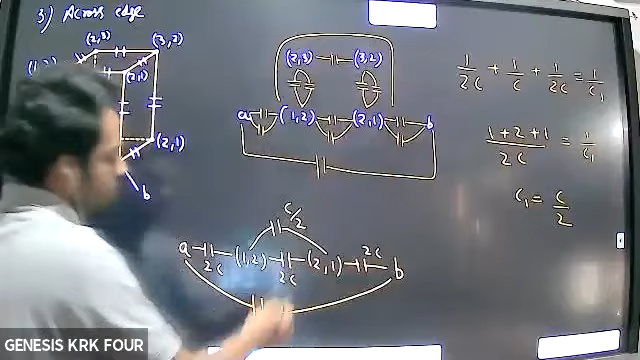 3) Across edge
(2,3) (3,2)
(2,1)
(2,1)
b
(2,3) (3,2)
a (1,2) (2,1) b
1/2C + 1/C + 1/2C = 1/C₁
1+2+1/2C = 1/C₁
C₁ = C/2
C/2
a (1,2) (2,1) b
2C 2C 2C
GENESIS KRK FOUR